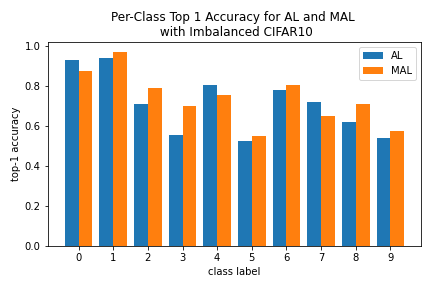 Per-Class Top 1 Accuracy for AL and MAL
with Imbalanced CIFAR10
AL
MAL
1.0
0.8
0.6
0.4
0.2
0.0
top-1 accuracy
0 1 2 3 4 5 6 7 8 9
class label